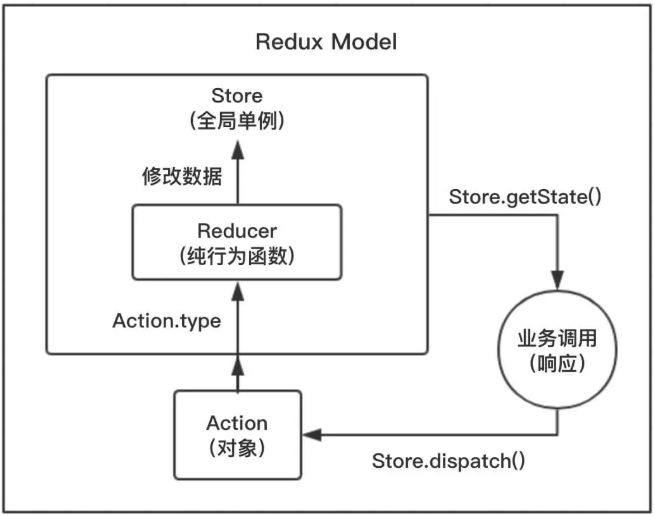 Redux Model
Store
（全局单例）
修改数据
Reducer
（纯行为函数）
Action.type
Action
（对象）
Store.getState()
业务调用
（响应）
Store.dispatch()